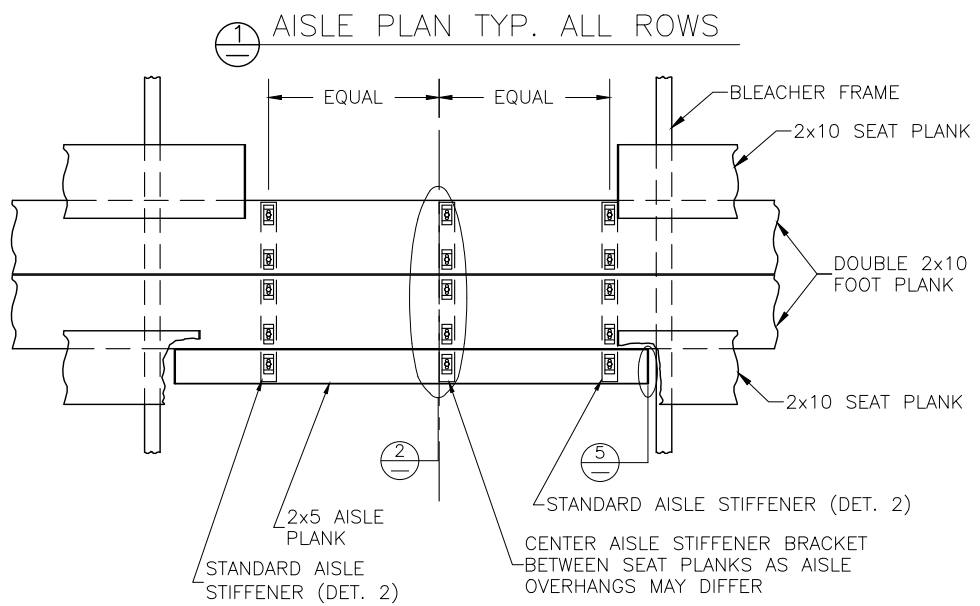 1
AISLE PLAN TYP. ALL ROWS
EQUAL
EQUAL
BLEACHER FRAME
2x10 SEAT PLANK
DOUBLE 2x10
FOOT PLANK
2x10 SEAT PLANK
2
5
STANDARD AISLE STIFFENER (DET. 2)
2x5 AISLE
PLANK
CENTER AISLE STIFFENER BRACKET
BETWEEN SEAT PLANKS AS AISLE
OVERHANGS MAY DIFFER
STANDARD AISLE
STIFFENER (DET. 2)